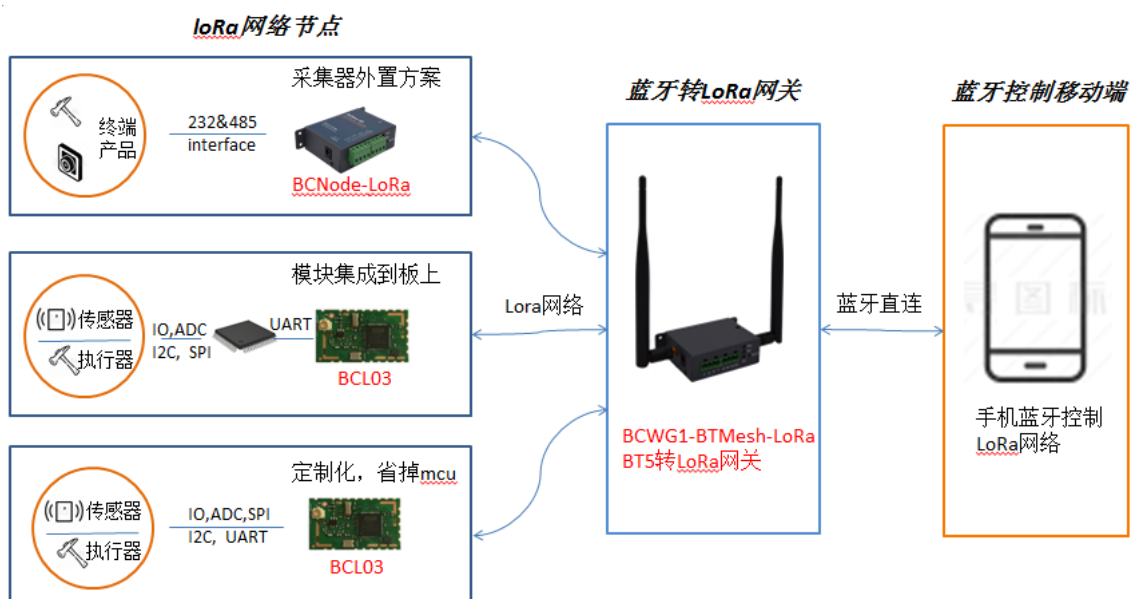 loRa网络节点
采集器外置方案
终端
产品
232&485
interface
BCNode-LoRa
模块集成到板上
传感器
执行器
IO,ADC
I2C, SPI
UART
BCL03
定制化，省掉mcu
传感器
执行器
IO,ADC,SPI
I2C, UART
BCL03
Lora网络
蓝牙转LoRa网关
BCWG1-BTMesh-LoRa
BT5转LoRa网关
蓝牙直连
蓝牙控制移动端
寻图标
手机蓝牙控制
LoRa网络